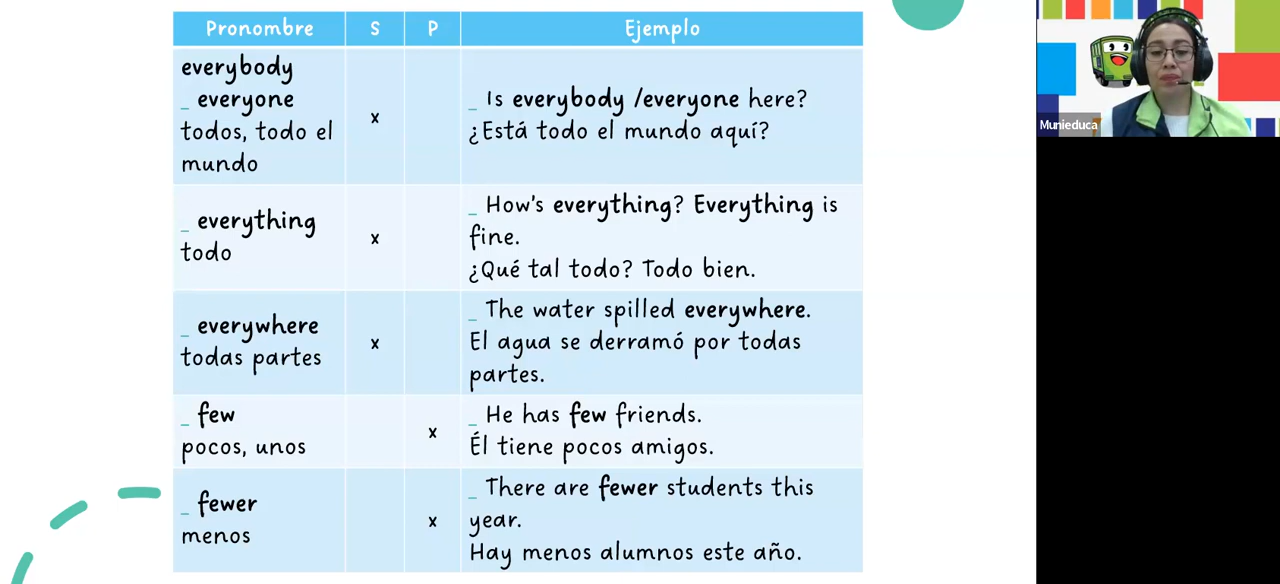 Pronombre S P Ejemplo
everybody
_ everyone
todos, todo el
mundo
x
_ Is everybody /everyone here?
¿Está todo el mundo aquí?
_ everything
todo
x
_ How's everything? Everything is
fine.
¿Qué tal todo? Todo bien.
_ everywhere
todas partes
x
_ The water spilled everywhere.
El agua se derramó por todas
partes.
_ few
pocos, unos
x
_ He has few friends.
Él tiene pocos amigos.
_ fewer
menos
x
_ There are fewer students this
year.
Hay menos alumnos este año.
Munieduca